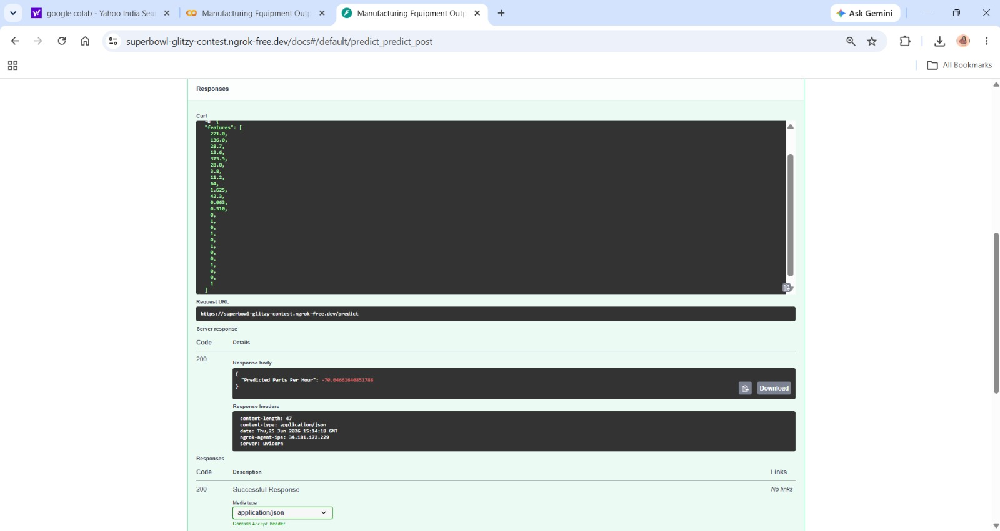 google colab - Yahoo India Sea
Manufacturing Equipment Outp
Manufacturing Equipment Outp
Ask Gemini
superbowl-glitzy-contest.ngrok-free.dev/docs#/default/predict_predict_post
All Bookmarks
Responses
Curl
"features": [
221.0,
136.0,
28.7,
13.6,
375.5,
28.0,
3.8,
11.2,
64,
1.625,
42.3,
0.063,
0.510,
0,
1,
0,
1,
0,
1,
0,
0,
1,
0,
0,
1
]
Request URL
https://superbowl-glitzy-contest.ngrok-free.dev/predict
Server response
Code Details
200
Response body
{
"Predicted Parts Per Hour": -70.04661640851788
}
Download
Response headers
content-length: 47
content-type: application/json
date: Thu,25 Jun 2026 15:14:18 GMT
ngrok-agent-ips: 34.181.172.229
server: uvicorn
Responses
Code Description Links
200 Successful Response No links
Media type
application/json
Controls Accept header.